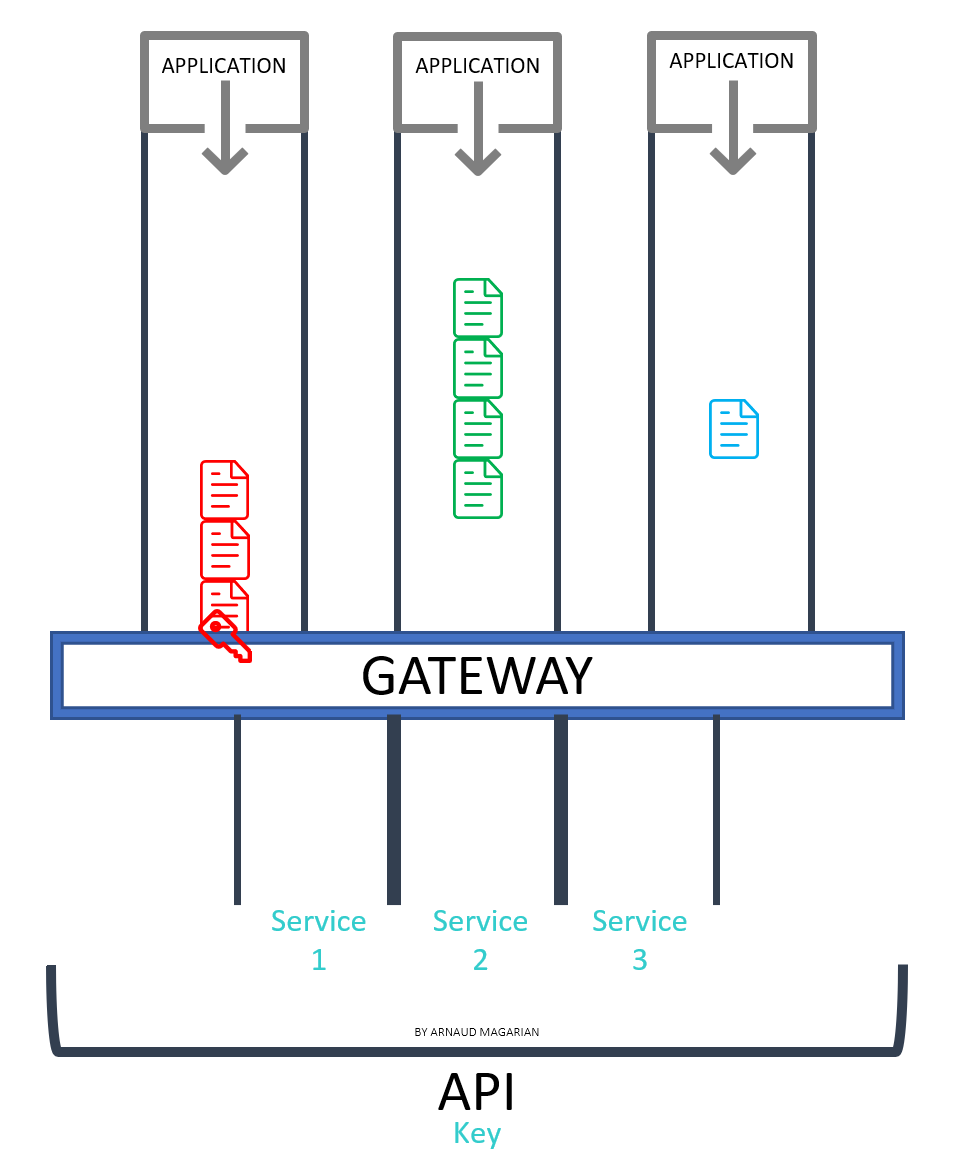 APPLICATION
APPLICATION
APPLICATION
GATEWAY
Service
1
Service
2
Service
3
BY ARNAUD MAGARIAN
API
Key